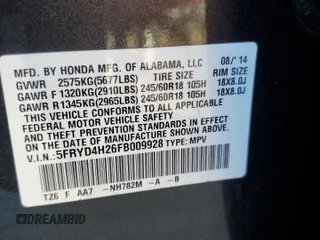 MFD. BY HONDA MFG. OF ALABAMA, LLC 08/'14
GVWR 2575KG(5677LBS) TIRE SIZE RIM SIZE
GAWR F 1320KG(2910LBS) 245/60R18 105H 18X8.0J
GAWR R 1345KG(2965LBS) 245/60R18 105H 18X8.0J
THIS VEHICLE CONFORMS TO ALL APPLICABLE
FEDERAL MOTOR VEHICLE SAFETY AND
THEFT PREVENTION STANDARDS IN EFFECT ON
THE DATE OF MANUFACTURE SHOWN ABOVE.
V.I.N: 5FRYD4H26FB009928 TYPE: MPV
TZ6 F AA7 -NH782M -A -B
DREAMBID